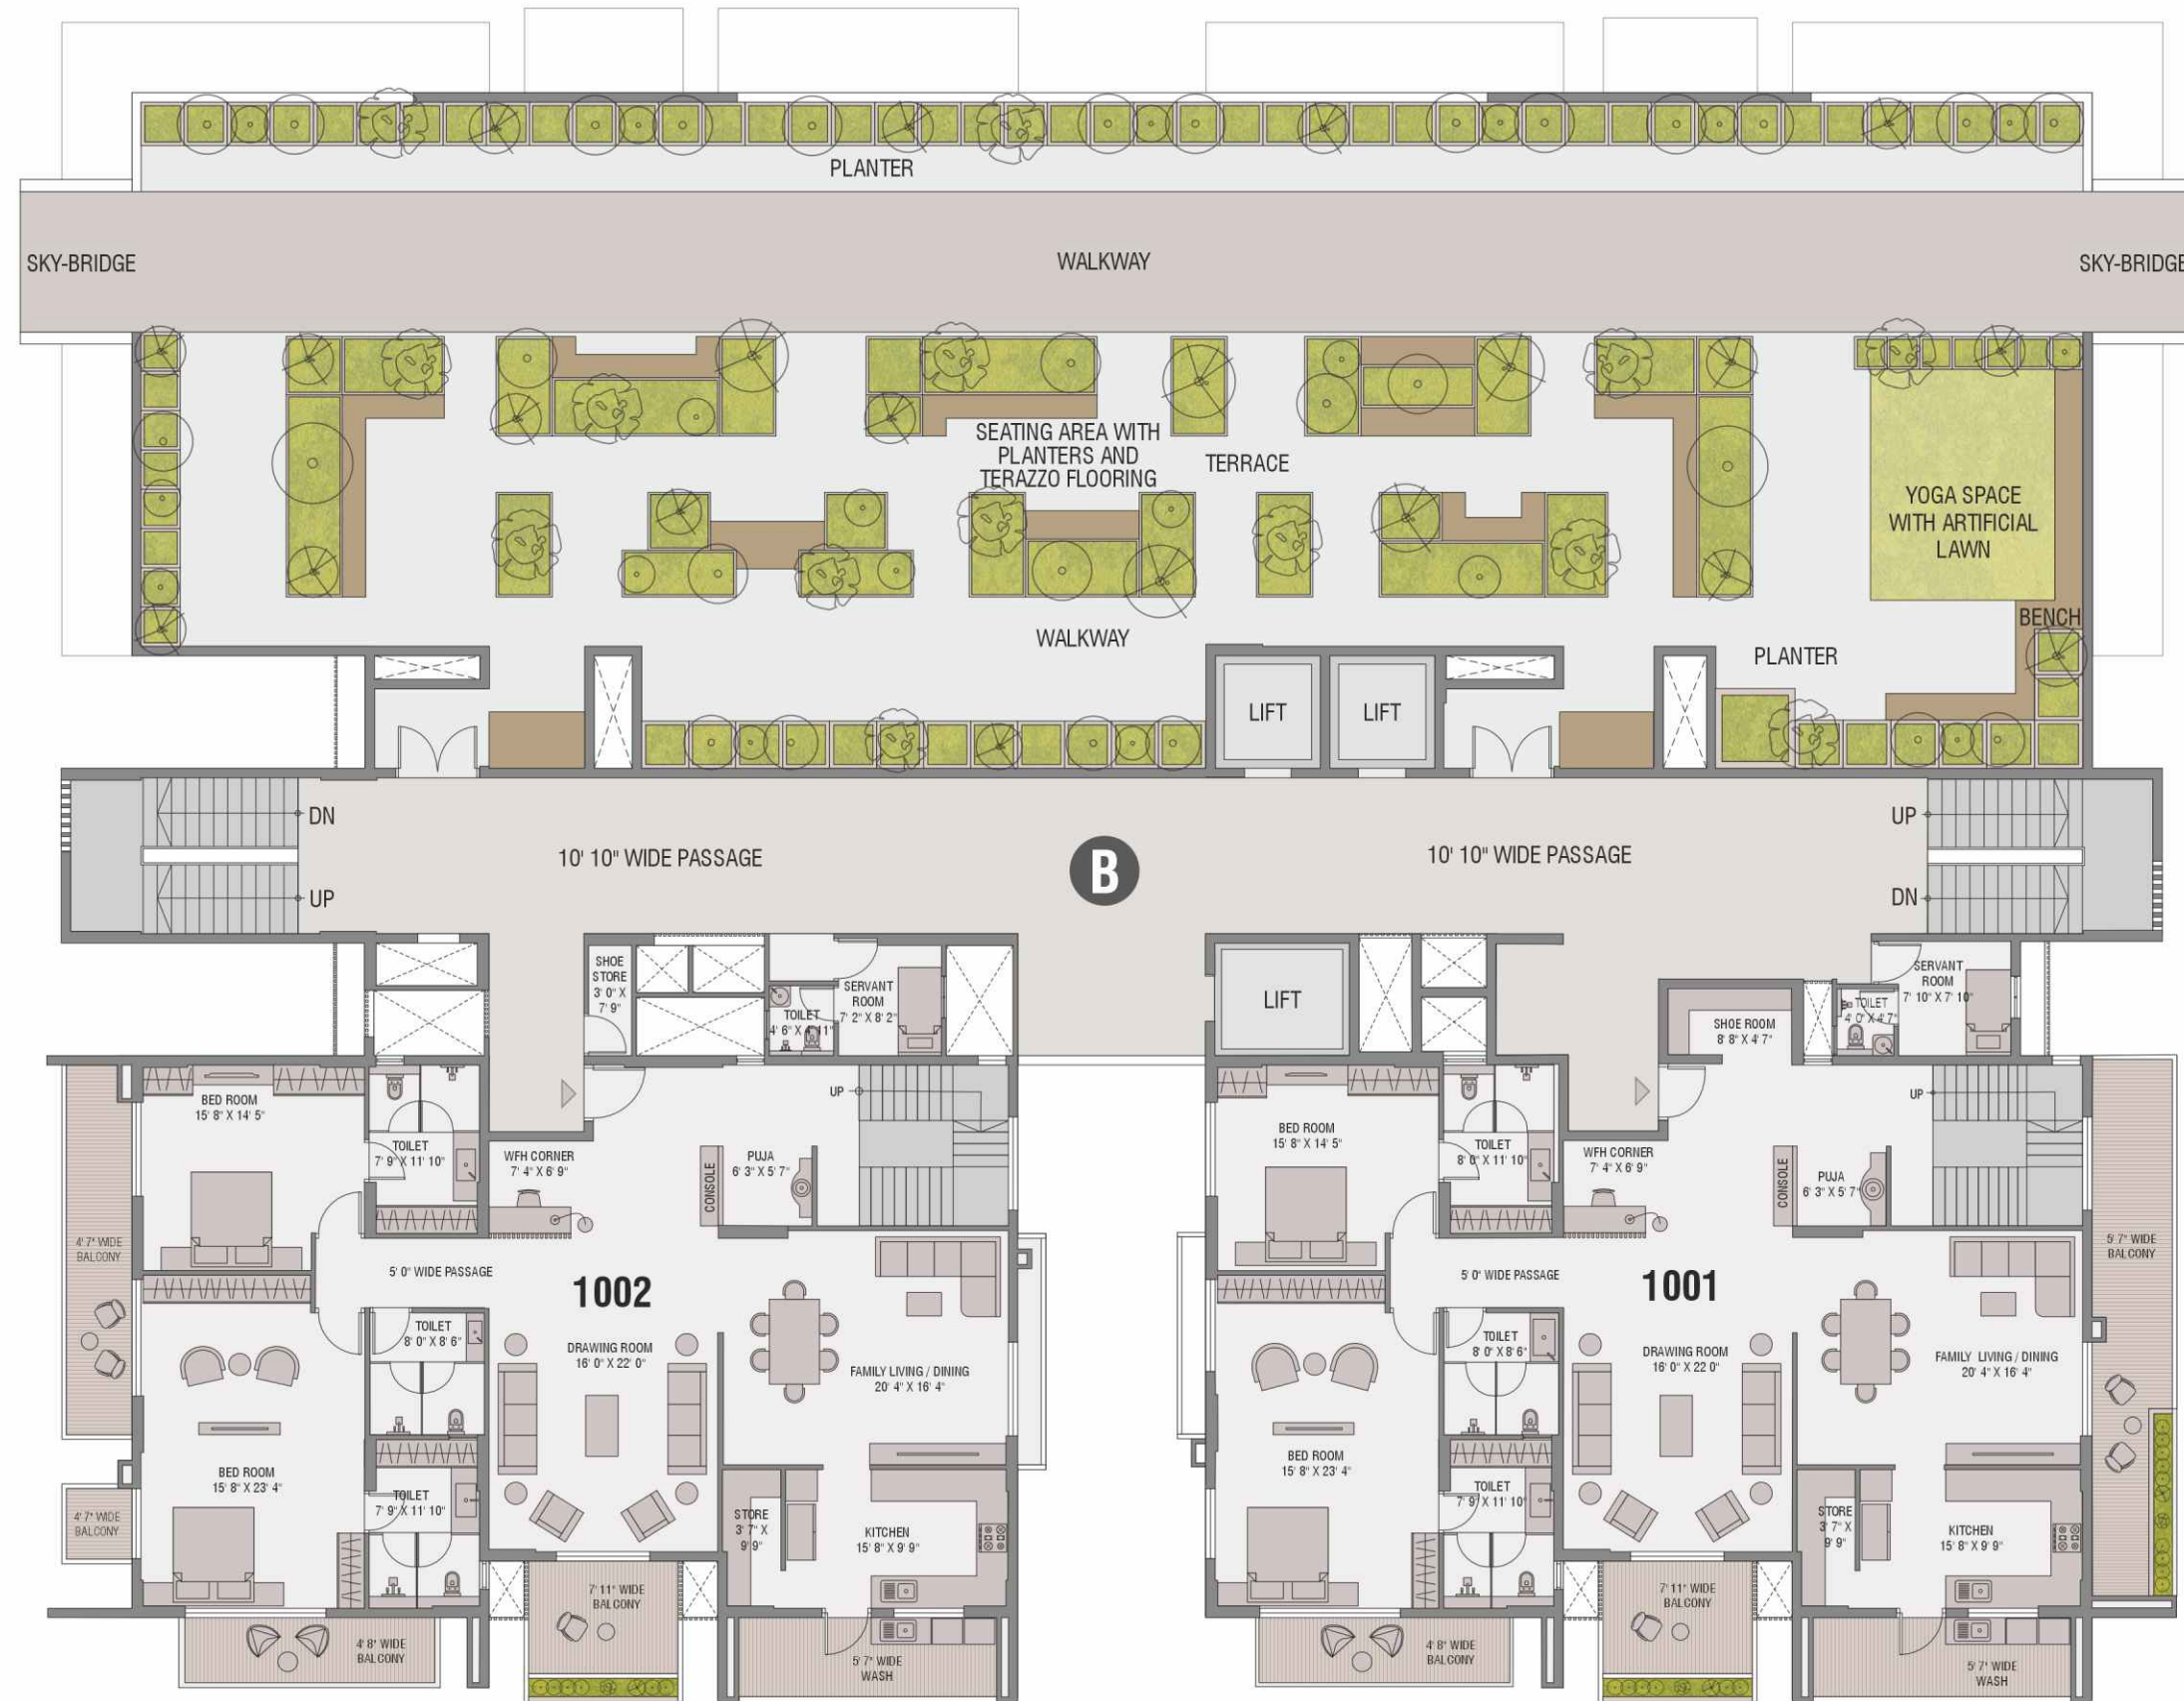 PLANTER
SKY-BRIDGE
WALKWAY
SKY-BRIDGE
SEATING AREA WITH
PLANTERS AND
TERAZZO FLOORING
TERRACE
YOGA SPACE
WITH ARTIFICIAL
LAWN
BENCH
WALKWAY
PLANTER
LIFT
LIFT
DN
UP
10' 10" WIDE PASSAGE
B
10' 10" WIDE PASSAGE
UP
DN
SHOE
STORE
3' 0" X
7' 9"
TOILET
4' 6" X 4' 11"
SERVANT
ROOM
7' 2" X 8' 2"
LIFT
SHOE ROOM
8' 8" X 4' 7"
TOILET
4' 0" X 4' 7"
SERVANT
ROOM
7' 10" X 7' 10"
BED ROOM
15' 8" X 14' 5"
TOILET
7' 9" X 11' 10"
WFH CORNER
7' 4" X 6' 9"
CONSOLE
PUJA
6' 3" X 5' 7"
UP
4' 7" WIDE
BALCONY
5' 0" WIDE PASSAGE
1002
TOILET
8' 0" X 8' 6"
DRAWING ROOM
16' 0" X 22' 0"
FAMILY LIVING / DINING
20' 4" X 16' 4"
BED ROOM
15' 8" X 23' 4"
TOILET
7' 9" X 11' 10"
4' 7" WIDE
BALCONY
STORE
3' 7" X
9' 9"
KITCHEN
15' 8" X 9' 9"
4' 8" WIDE
BALCONY
7' 11" WIDE
BALCONY
5' 7" WIDE
WASH
BED ROOM
15' 8" X 14' 5"
TOILET
8' 0" X 11' 10"
WFH CORNER
7' 4" X 6' 9"
CONSOLE
PUJA
6' 3" X 5' 7"
UP
5' 7" WIDE
BALCONY
5' 0" WIDE PASSAGE
1001
TOILET
8' 0" X 8' 6"
DRAWING ROOM
16' 0" X 22 0"
FAMILY LIVING / DINING
20' 4" X 16' 4"
BED ROOM
15' 8" X 23' 4"
TOILET
7' 9" X 11' 10"
STORE
3' 7" X
9' 9"
KITCHEN
15' 8" X 9' 9"
4' 8" WIDE
BALCONY
7' 11" WIDE
BALCONY
5' 7" WIDE
WASH